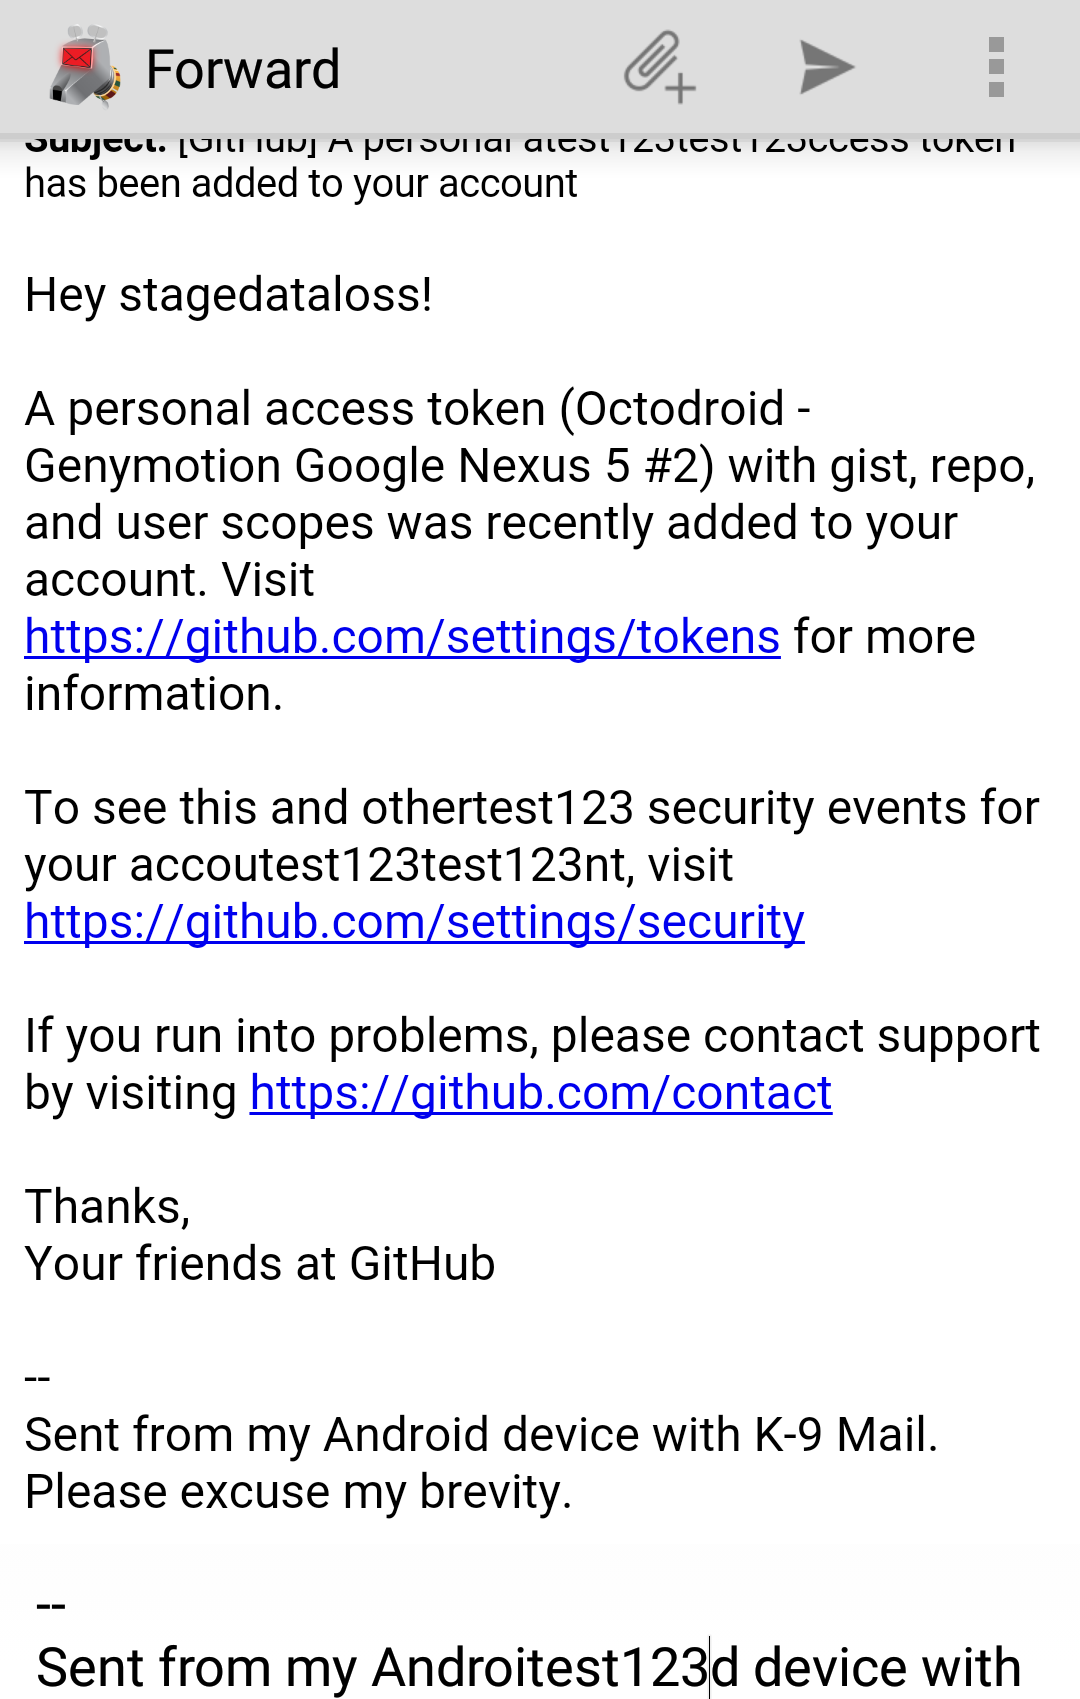 Forward
Subject: [GitHub] A personal atest123test123ccess token
has been added to your account
Hey stagedataloss!
A personal access token (Octodroid -
Genymotion Google Nexus 5 #2) with gist, repo,
and user scopes was recently added to your
account. Visit
https://github.com/settings/tokens for more
information.
To see this and othertest123 security events for
your accoutest123test123nt, visit
https://github.com/settings/security
If you run into problems, please contact support
by visiting https://github.com/contact
Thanks,
Your friends at GitHub
--
Sent from my Android device with K-9 Mail.
Please excuse my brevity.
--
Sent from my Androitest123d device with